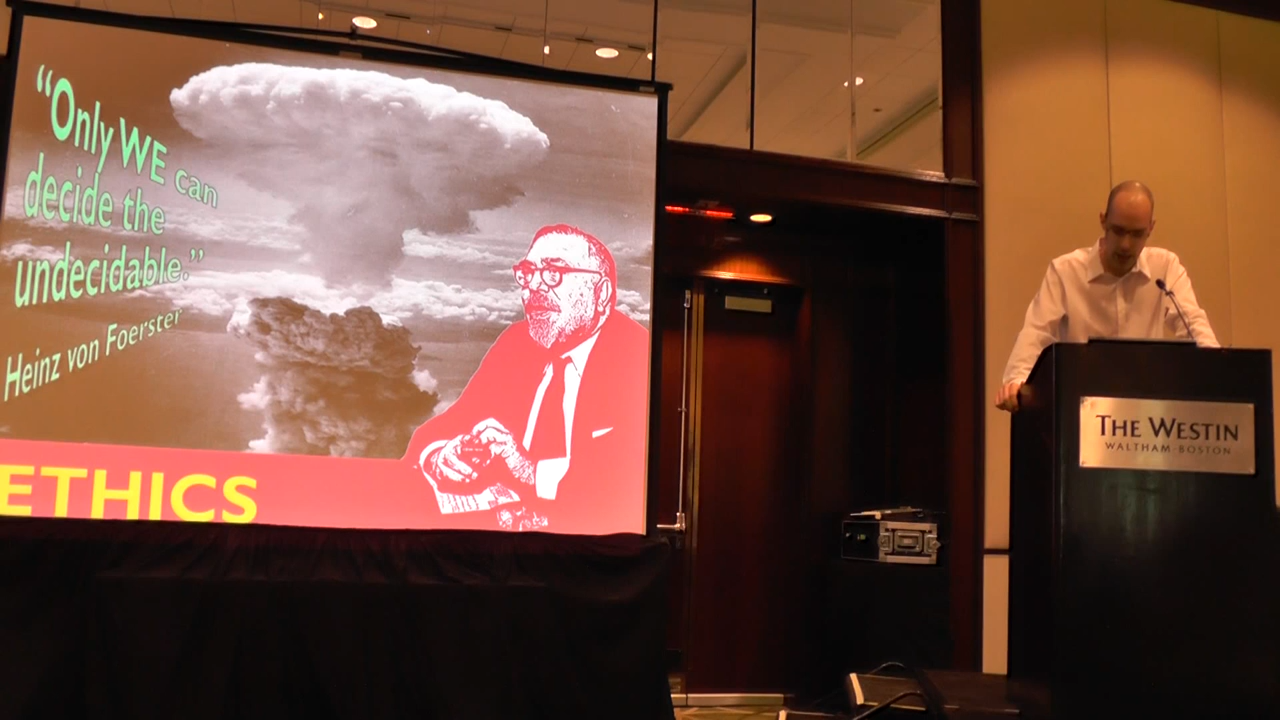 “Only WE can
decide the
undecidable.”
Heinz von Foerster
ETHICS
THE WESTIN
WALTHAM BOSTON